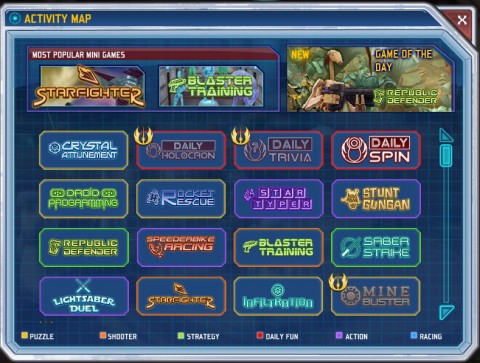 ACTIVITY MAP
MOST POPULAR MINI GAMES
STARFIGHTER
BLASTER
TRAINING
NEW
GAME OF THE
DAY
REPUBLIC
DEFENDER
CRYSTAL
ATTUNEMENT
DAILY
HOLOCRON
DAILY
TRIVIA
DAILY
SPIN
DROID
PROGRAMMING
ROCKET
RESCUE
STAR
TYPER
STUNT
GUNGAN
REPUBLIC
DEFENDER
SPEEDERBIKE
RACING
BLASTER
TRAINING
SABER
STRIKE
LIGHTSABER
DUEL
STARFIGHTER
INFILTRATION
MINE
BUSTER
PUZZLE
SHOOTER
STRATEGY
DAILY FUN
ACTION
RACING